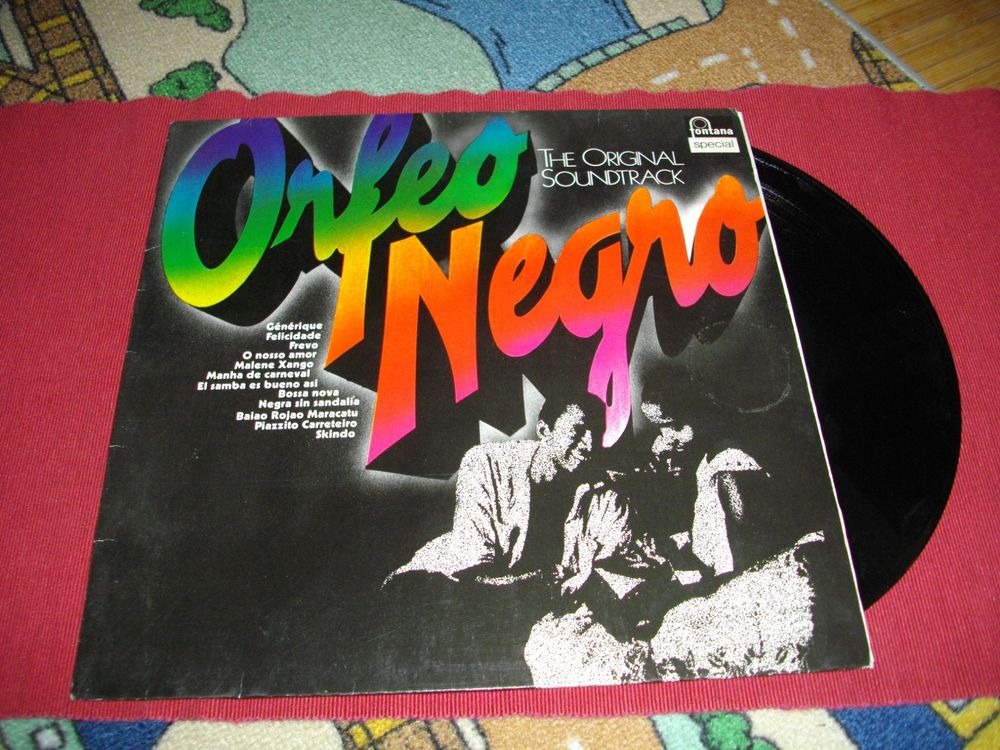 Orfeo
Negro
THE ORIGINAL
SOUNDTRACK
fontana
special
Générique
Felicidade
Frevo
O nosso amor
Malene Xango
Manha de carneval
El samba es bueno asi
Bossa nova
Negra sin sandalía
Baiao Rojao Maracatu
Piazzito Carreteiro
Skindo